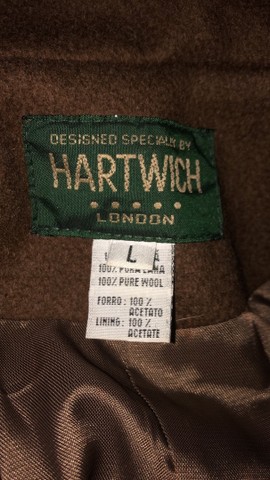 DESIGNED SPECIALLY BY
HARTWICH
LONDON
L
100% PURA LANA
100% PURE WOOL
FORRO: 100%
ACETATO
LINING: 100%
ACETATE